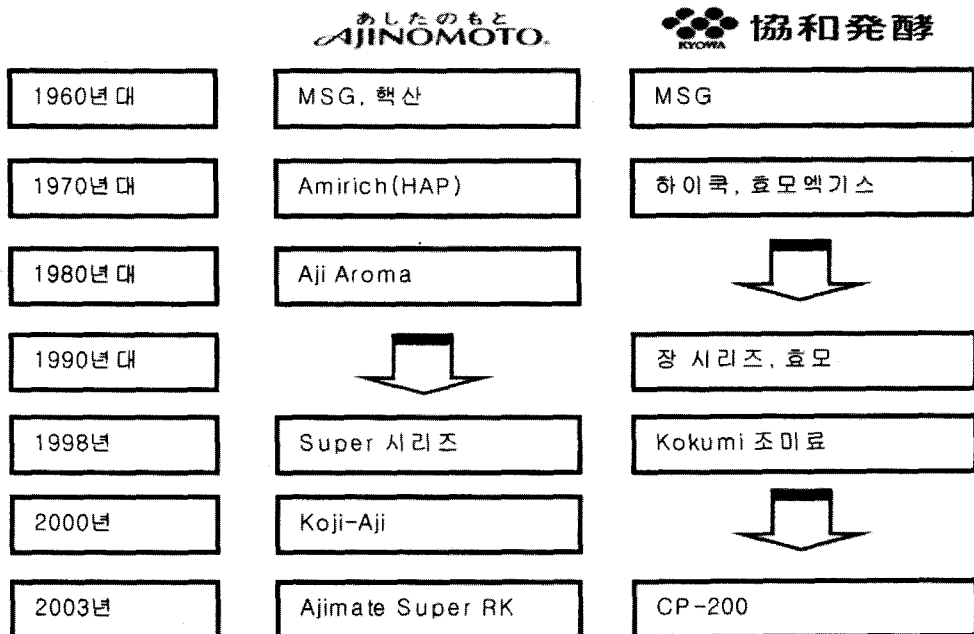 あしたのもと
AJINOMOTO.
KYOWA 協和発酵
1960년대
MSG, 핵산
MSG
1970년대
Amirich(HAP)
하이쿡, 효모엑기스
1980년대
Aji Aroma
1990년대
장 시리즈, 효모
1998년
Super 시리즈
Kokumi 조미료
2000년
Koji-Aji
2003년
Ajimate Super RK
CP-200